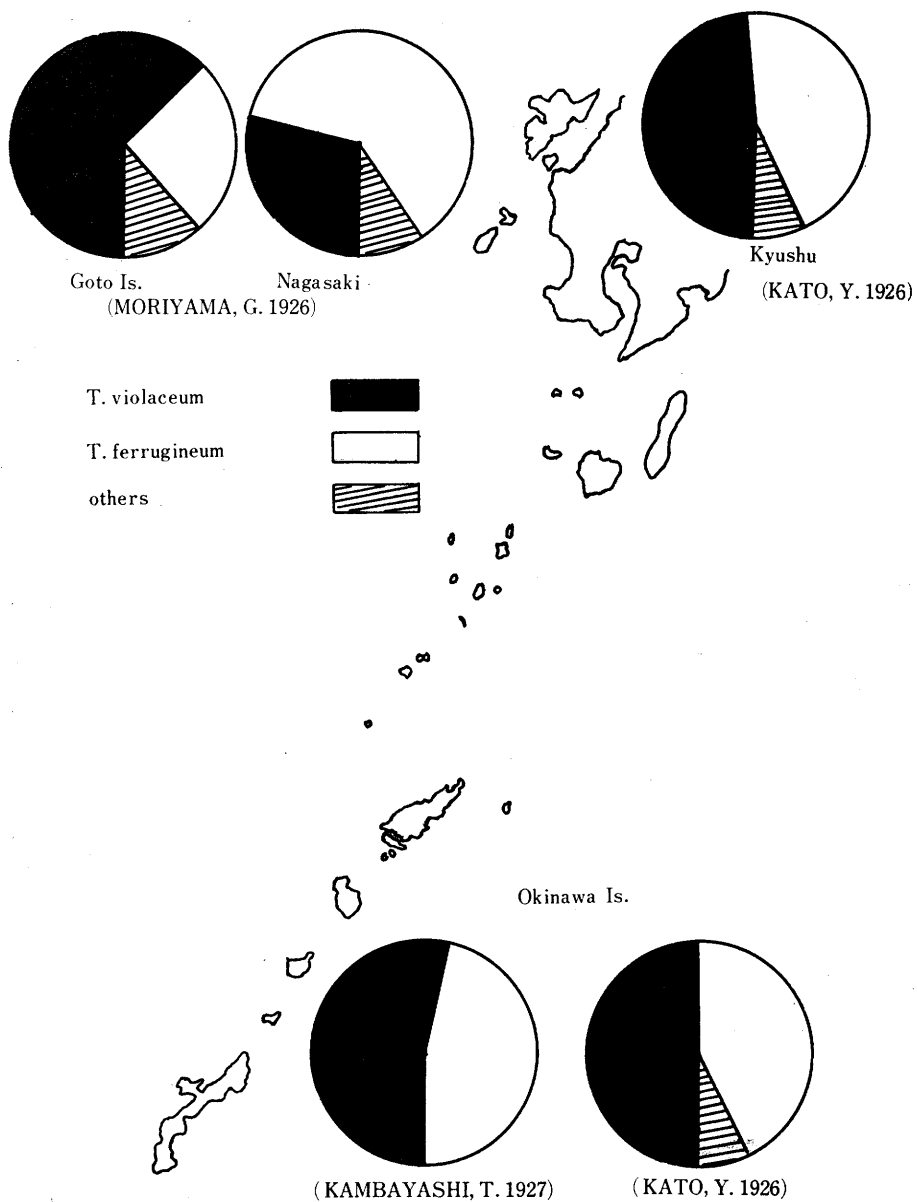 Goto Is.
Nagasaki
(MORIYAMA, G. 1926)
Kyushu
(KATO, Y. 1926)
T. violaceum
T. ferrugineum
others
Okinawa Is.
(KAMBAYASHI, T. 1927)
(KATO, Y. 1926)